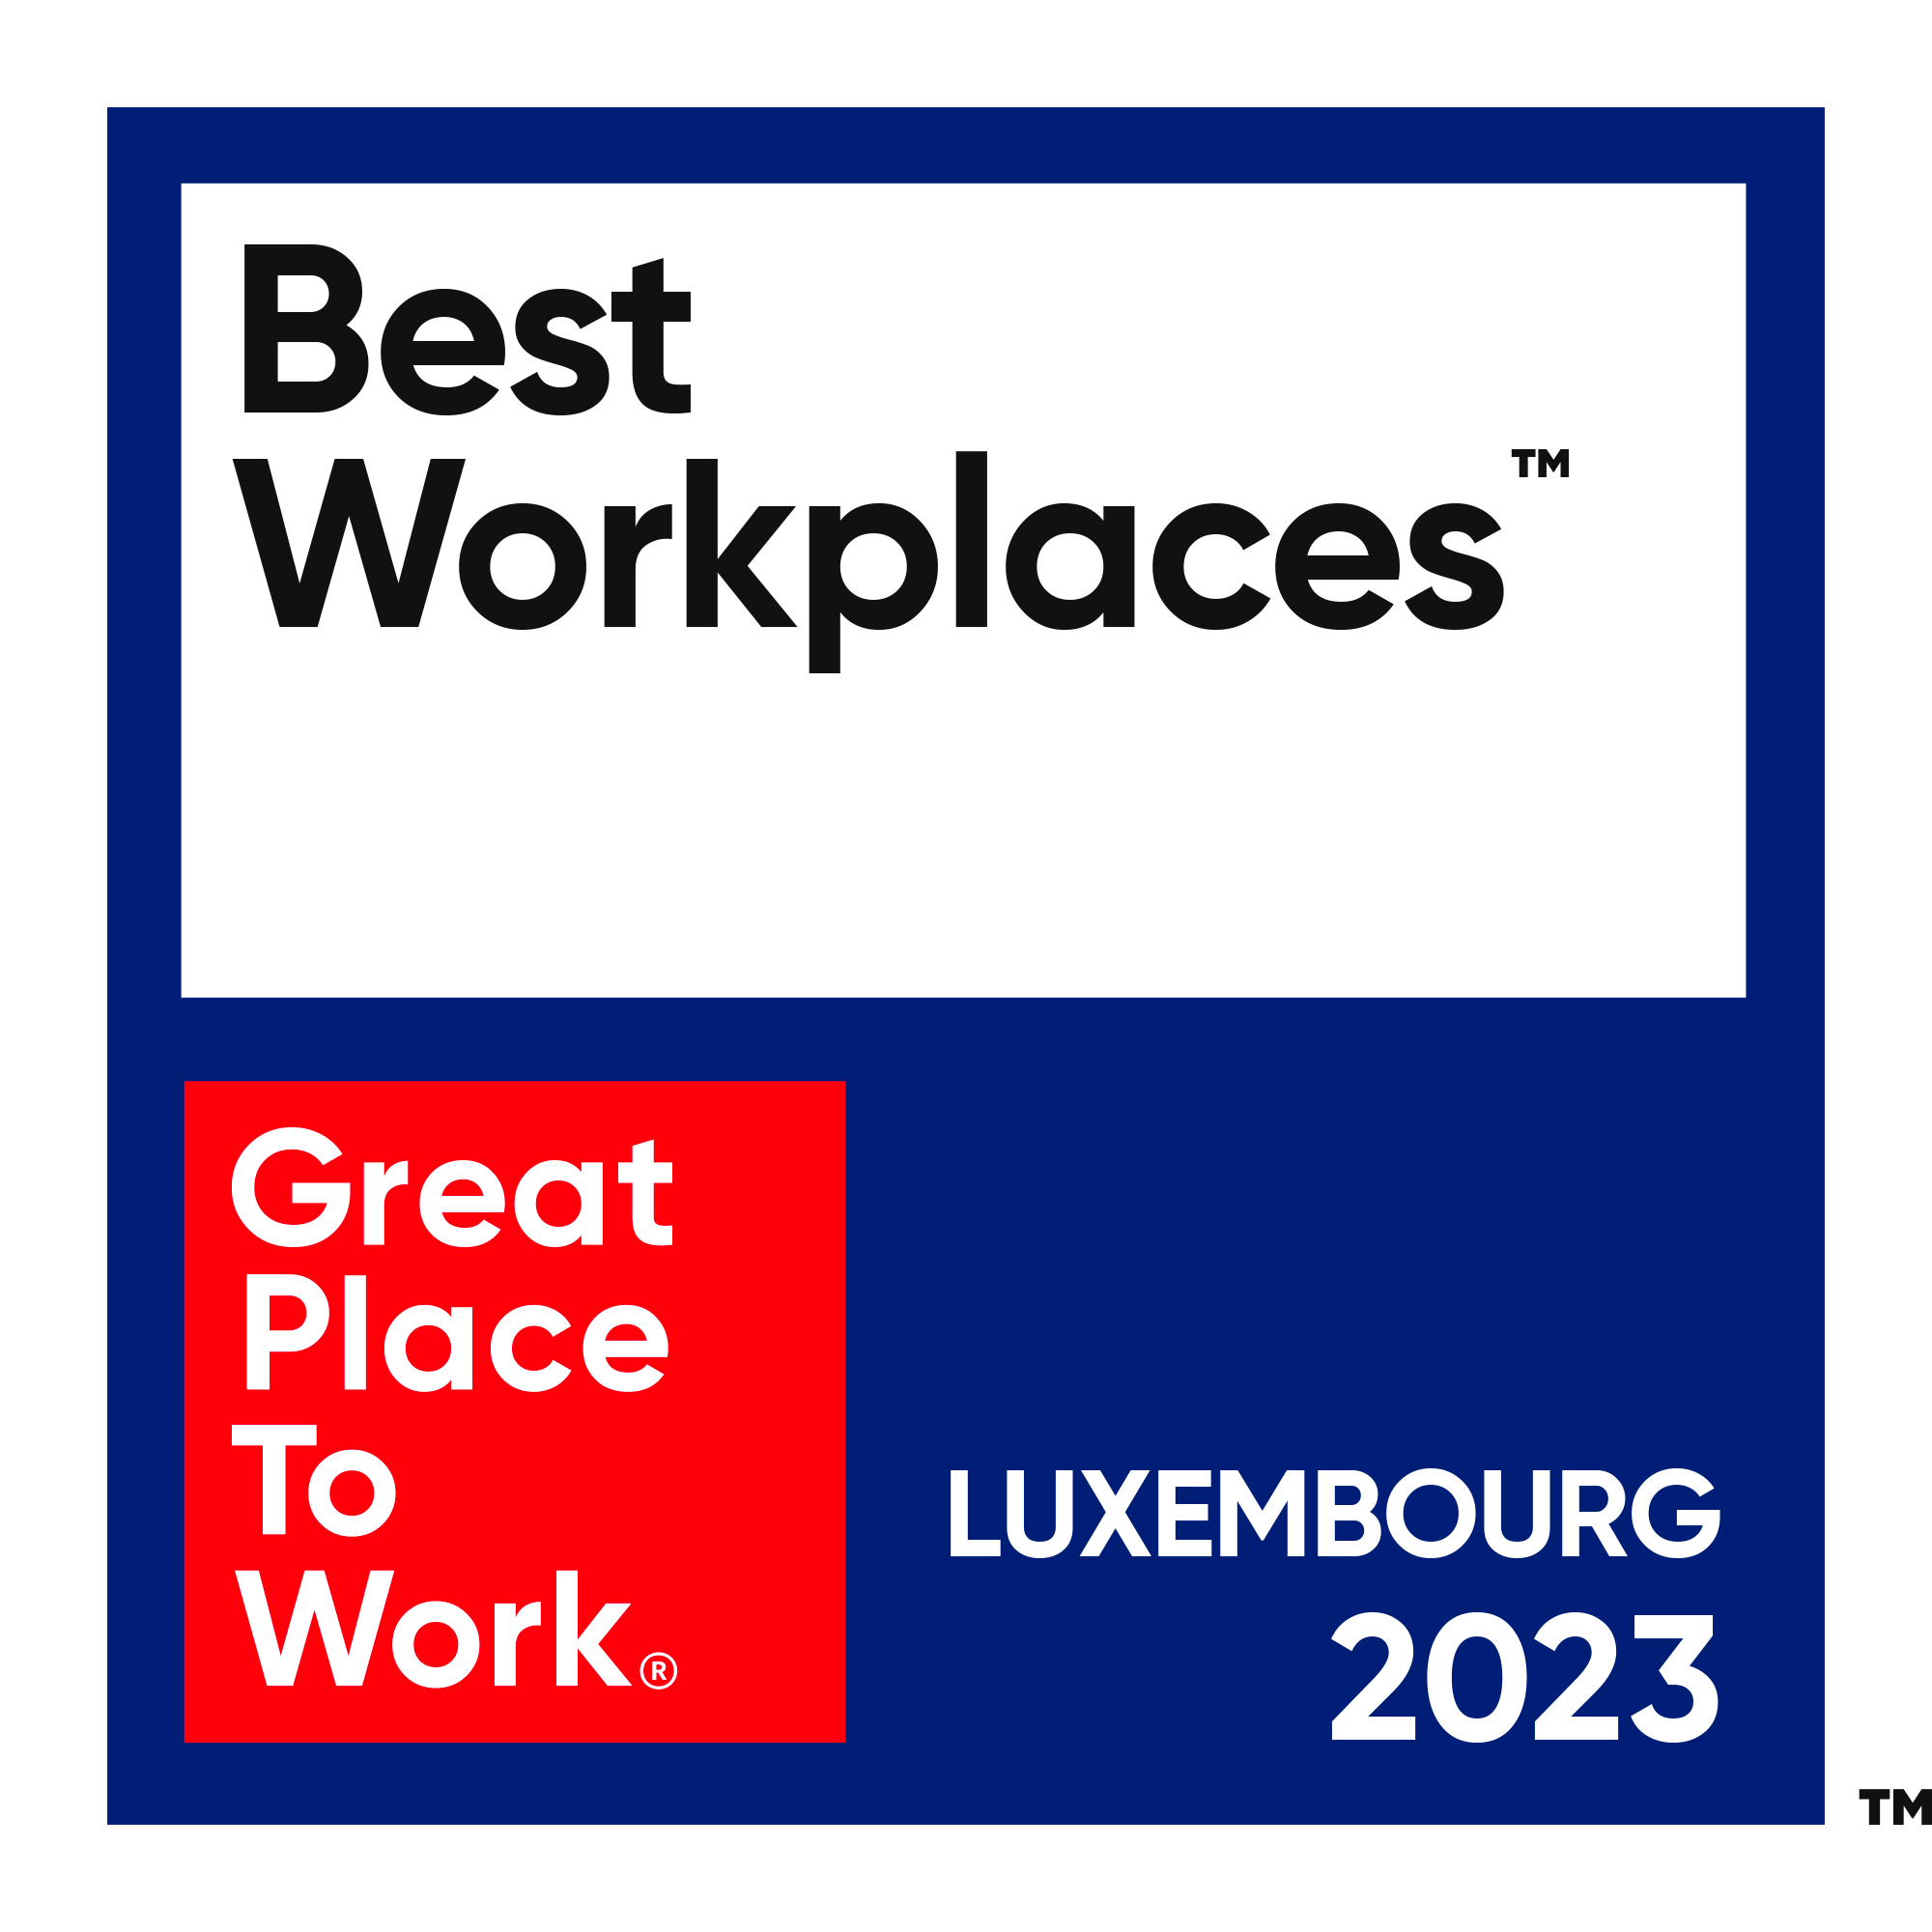 Best
Workplaces™
Great
Place
To
Work®
LUXEMBOURG
2023
™